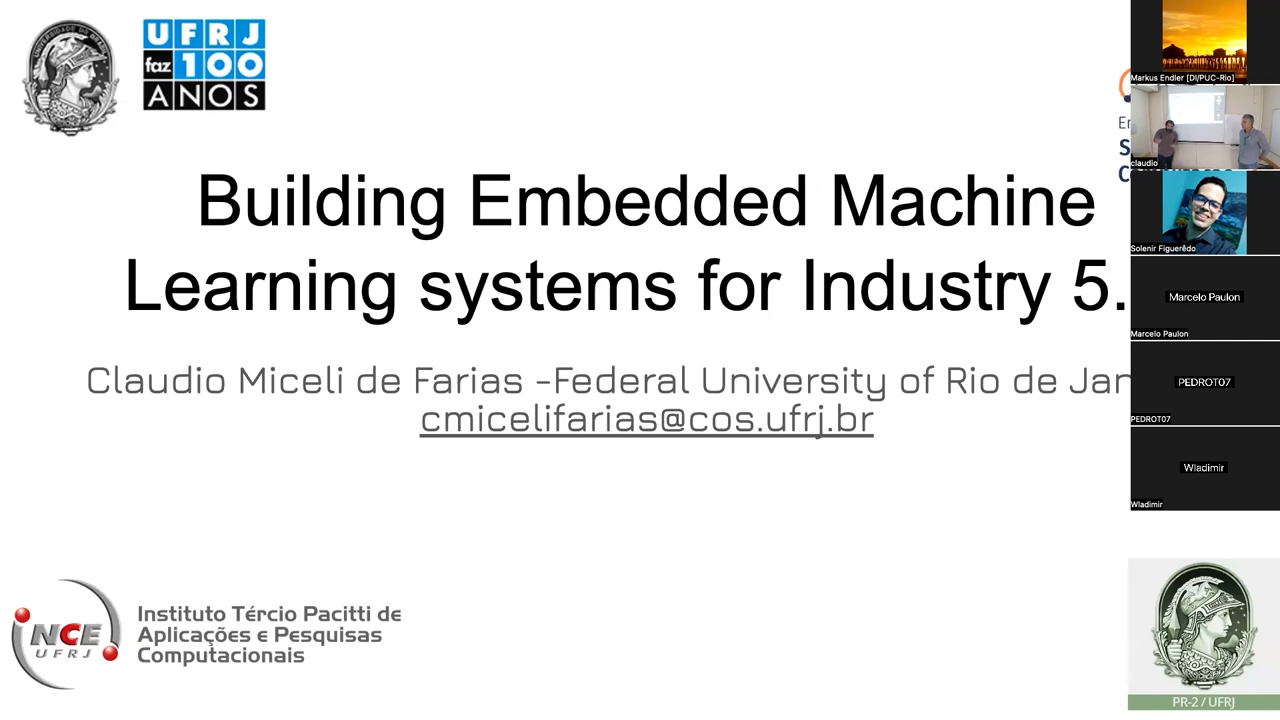 UFRJ
faz 100
ANOS
Building Embedded Machine
Learning systems for Industry 5.
Claudio Miceli de Farias -Federal University of Rio de Jan
cmicelifarias@cos.ufrj.br
NCE
UFRJ
Instituto Tércio Pacitti de
Aplicações e Pesquisas
Computacionais
Markus Endler [DI/PUC-Rio]
claudio
Solenir Figuerêdo
Marcelo Paulon
Marcelo Paulon
PEDROT07
PEDROT07
Wladimir
Wladimir
PR-2 / UFRJ